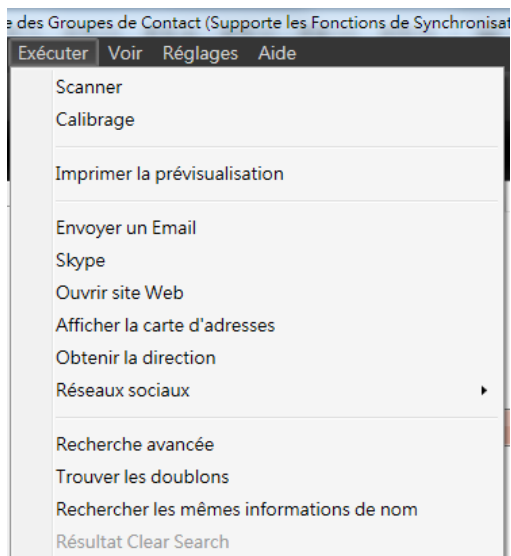 des Groupes de Contact (Supporte les Fonctions de Synchronisat
Exécuter Voir Réglages Aide
Scanner
Calibrage
Imprimer la prévisualisation
Envoyer un Email
Skype
Ouvrir site Web
Afficher la carte d'adresses
Obtenir la direction
Réseaux sociaux
Recherche avancée
Trouver les doublons
Rechercher les mêmes informations de nom
Résultat Clear Search